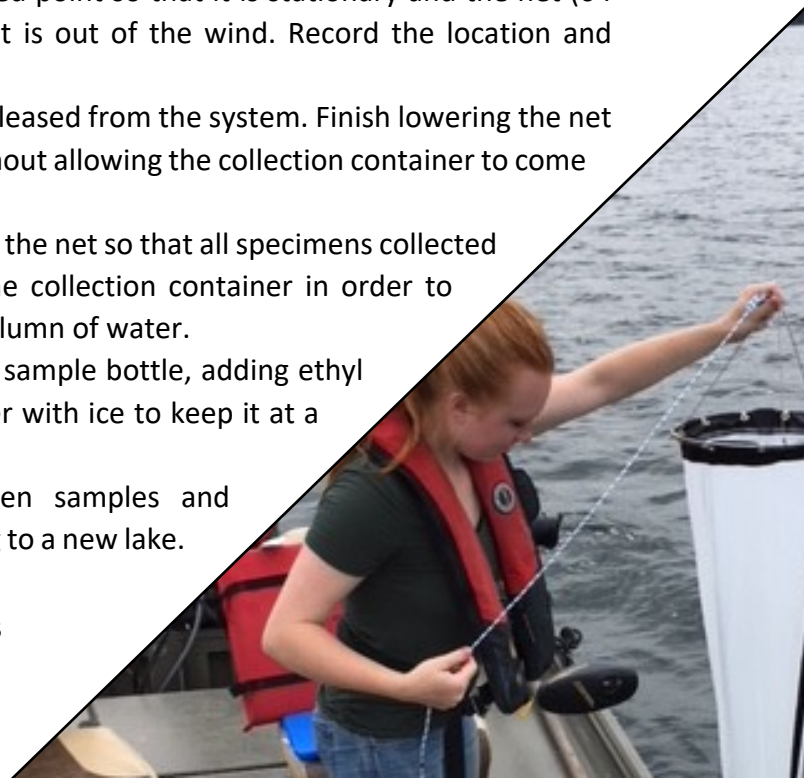 t is out of the wind. Record the location and
leased from the system. Finish lowering the net
out allowing the collection container to come
the net so that all specimens collected
e collection container in order to
lumn of water.
sample bottle, adding ethyl
r with ice to keep it at a
en samples and
to a new lake.
s